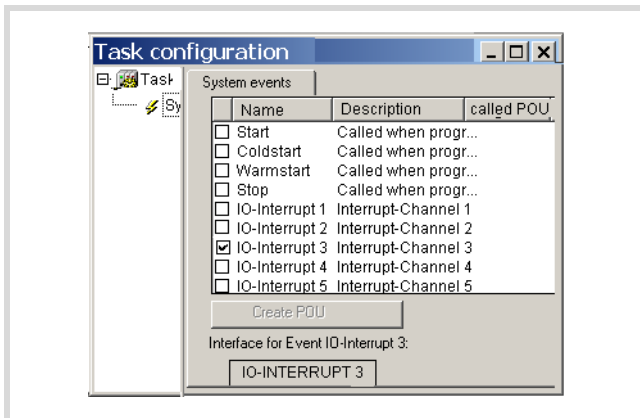 Task configuration
Task
Sy
System events
Name Description called POU
Start Called when progr...
Coldstart Called when progr...
Warmstart Called when progr...
Stop Called when progr...
IO-Interrupt 1 Interrupt-Channel 1
IO-Interrupt 2 Interrupt-Channel 2
IO-Interrupt 3 Interrupt-Channel 3
IO-Interrupt 4 Interrupt-Channel 4
IO-Interrupt 5 Interrupt-Channel 5
Create POU
Interface for Event IO-Interrupt 3:
IO-INTERRUPT 3